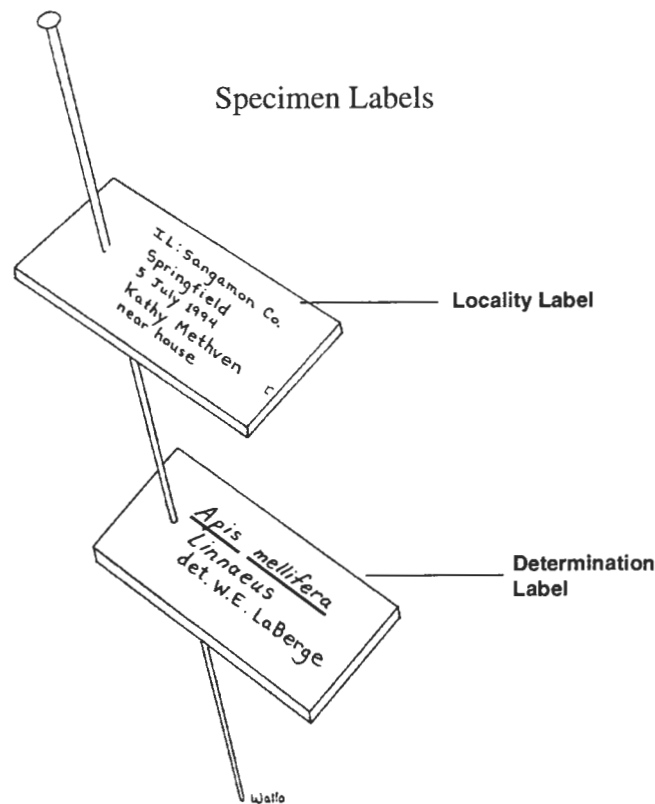 Specimen Labels
IL: Sangamon Co.
Springfield
5 July 1994
Kathy Methven
near house
Locality Label
Apis mellifera
Linnaeus
det. W.E. LaBerge
Determination
Label